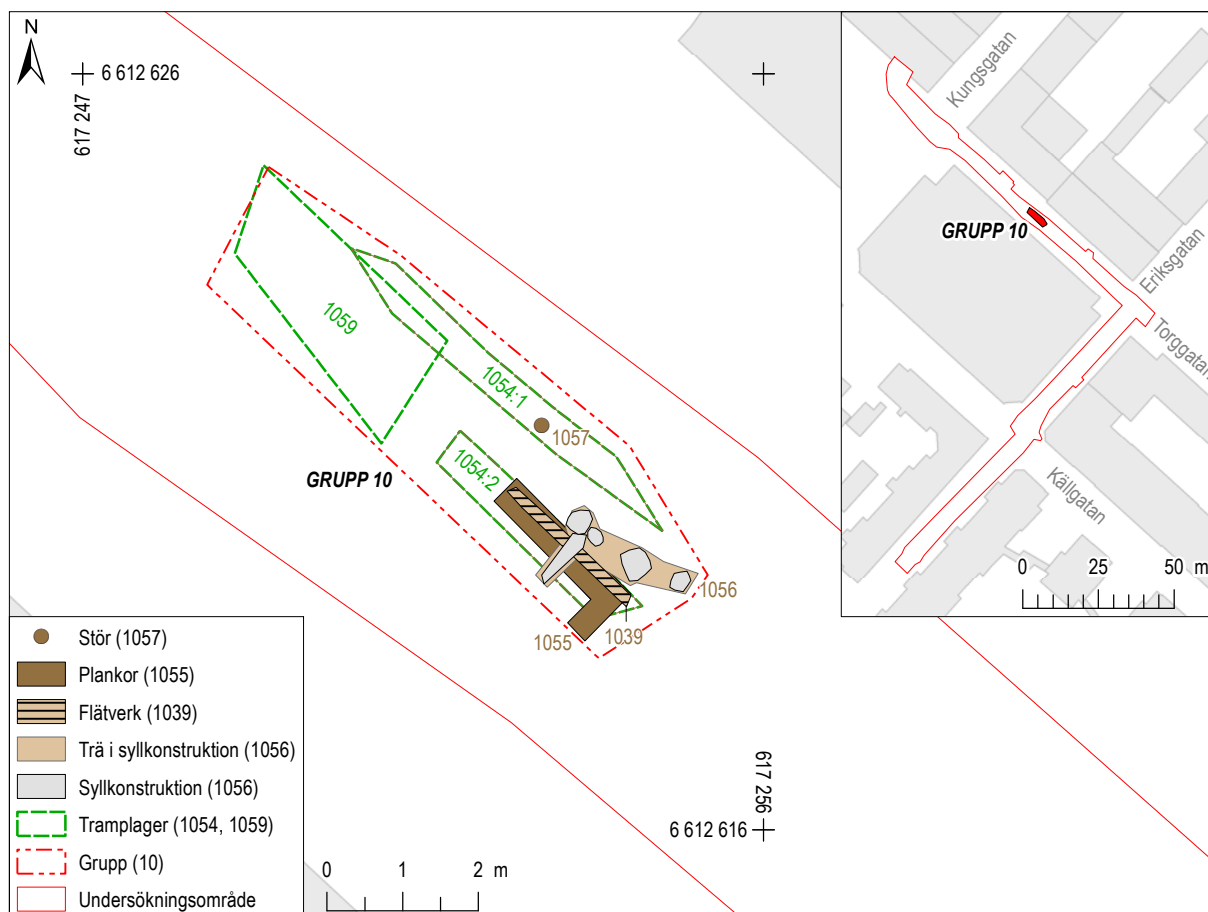 N
6 612 626
617 247
1059
1054:1
1057
1054:2
GRUPP 10
1056
1055
1039
617 256
6 612 616
0 1 2 m
Stör (1057)
Plankor (1055)
Flätverk (1039)
Trä i syllkonstruktion (1056)
Syllkonstruktion (1056)
Tramplager (1054, 1059)
Grupp (10)
Undersökningsområde
Kungsgatan
GRUPP 10
Eriksgatan
Torggatan
Källgatan
0 25 50 m